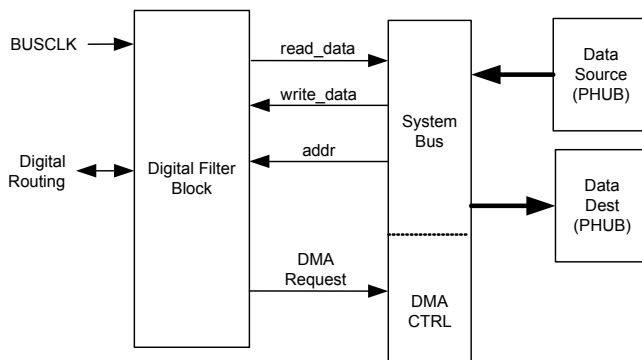 BUSCLK
Digital
Routing
Digital Filter
Block
read_data
write_data
addr
DMA
Request
System
Bus
DMA
CTRL
Data
Source
(PHUB)
Data
Dest
(PHUB)